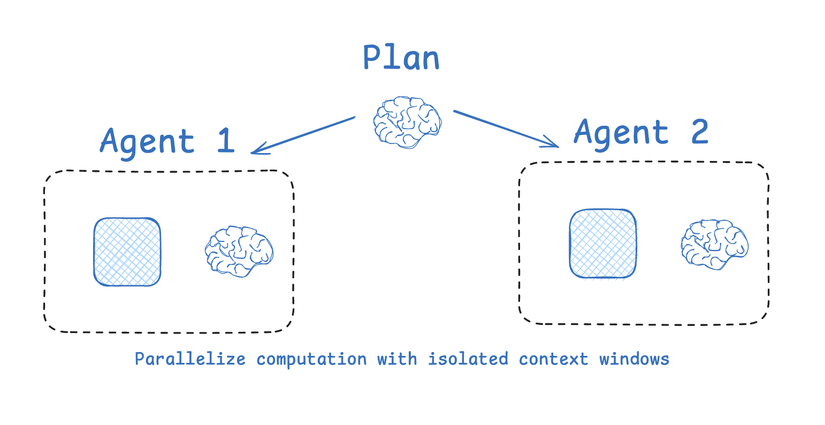 Plan
Agent 1
Agent 2
Parallelize computation with isolated context windows